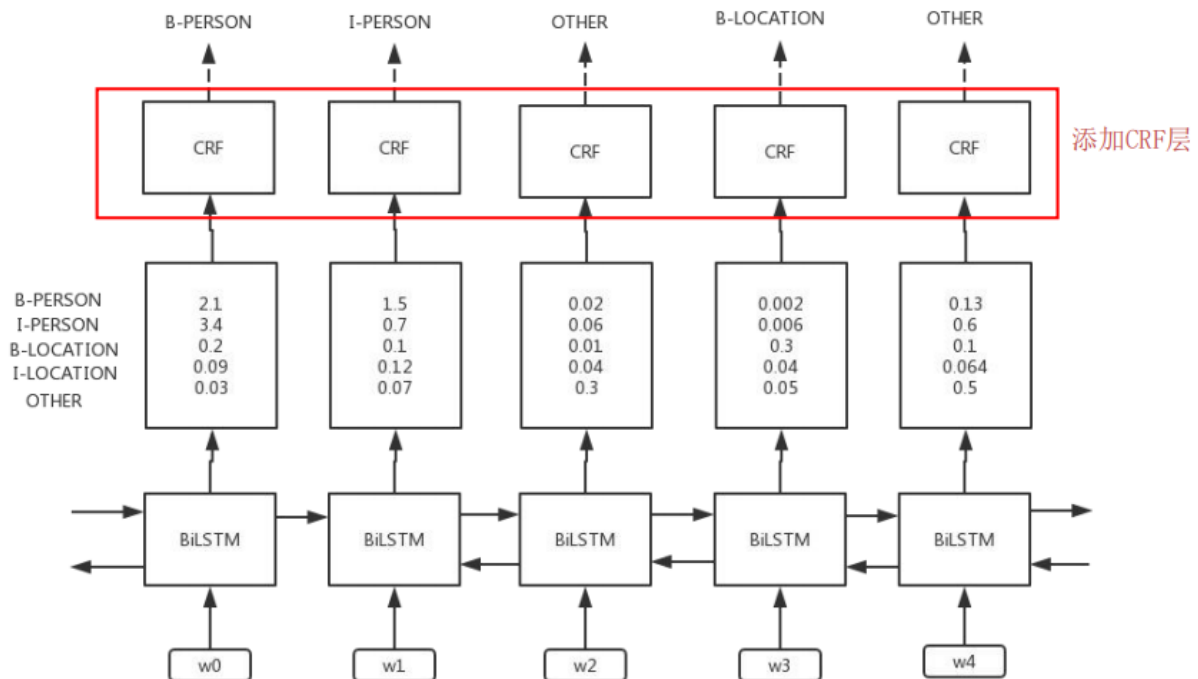 B-PERSON
I-PERSON
OTHER
B-LOCATION
OTHER
CRF
CRF
CRF
CRF
CRF
添加CRF层
B-PERSON
I-PERSON
B-LOCATION
I-LOCATION
OTHER
2.1
3.4
0.2
0.09
0.03
1.5
0.7
0.1
0.12
0.07
0.02
0.06
0.01
0.04
0.3
0.002
0.006
0.3
0.04
0.05
0.13
0.6
0.1
0.064
0.5
BiLSTM
BiLSTM
BiLSTM
BiLSTM
BiLSTM
w0
w1
w2
w3
w4